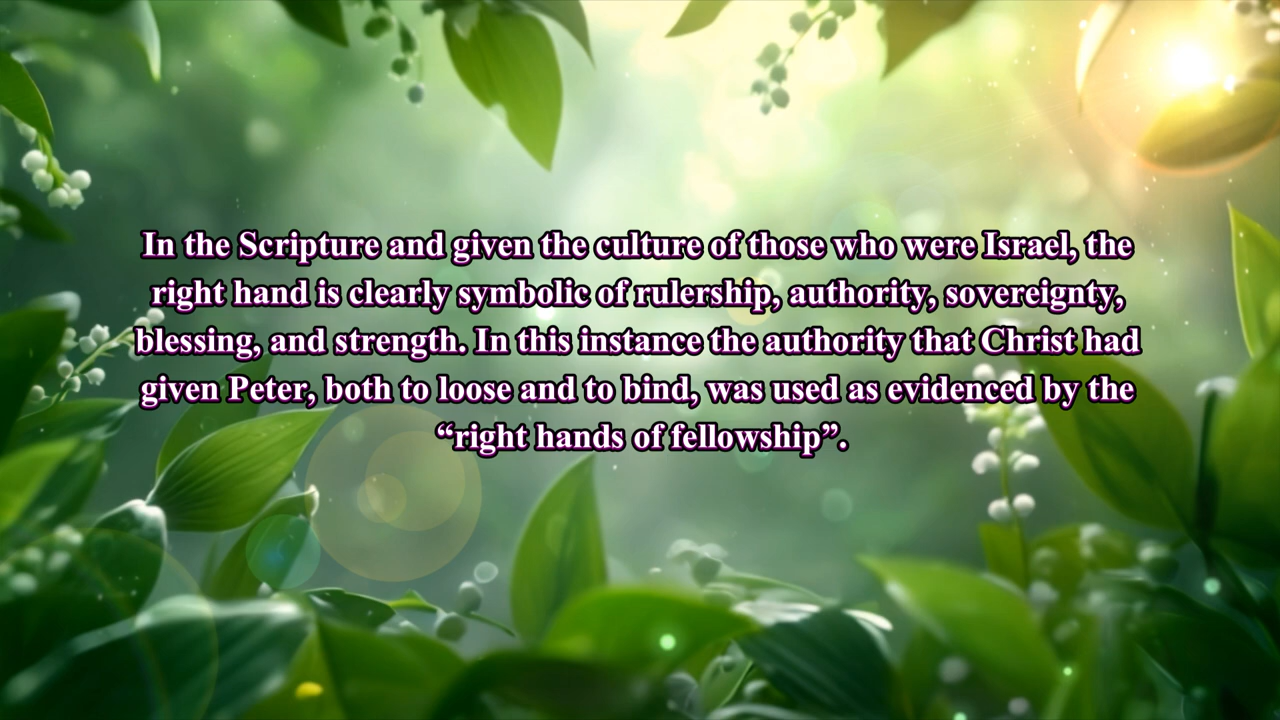 In the Scripture and given the culture of those who were Israel, the
right hand is clearly symbolic of rulership, authority, sovereignty,
blessing, and strength. In this instance the authority that Christ had
given Peter, both to loose and to bind, was used as evidenced by the
“right hands of fellowship”.